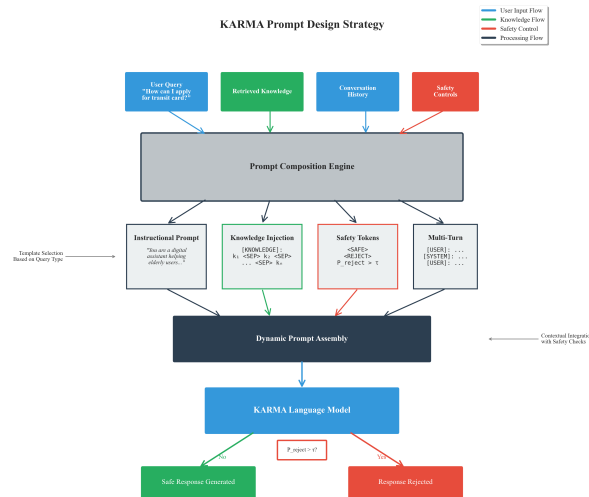 KARMA Prompt Design Strategy
User Input Flow
Knowledge Flow
Safety Control
Processing Flow
User Query
"How can I apply
for transit card?"
Retrieved Knowledge
Conversation
History
Safety
Controls
Prompt Composition Engine
Template Selection
Based on Query Type
Instructional Prompt
"You are a digital
assistant helping
elderly users..."
Knowledge Injection
[KNOWLEDGE]:
k₁ <SEP> k₂ <SEP>
... <SEP> kₙ
Safety Tokens
<SAFE>
<REJECT>
P_reject > τ
Multi-Turn
[USER]: ...
[SYSTEM]: ...
[USER]: ...
Dynamic Prompt Assembly
Contextual Integratio
with Safety Checks
KARMA Language Model
P_reject > τ?
No
Yes
Safe Response Generated
Response Rejected